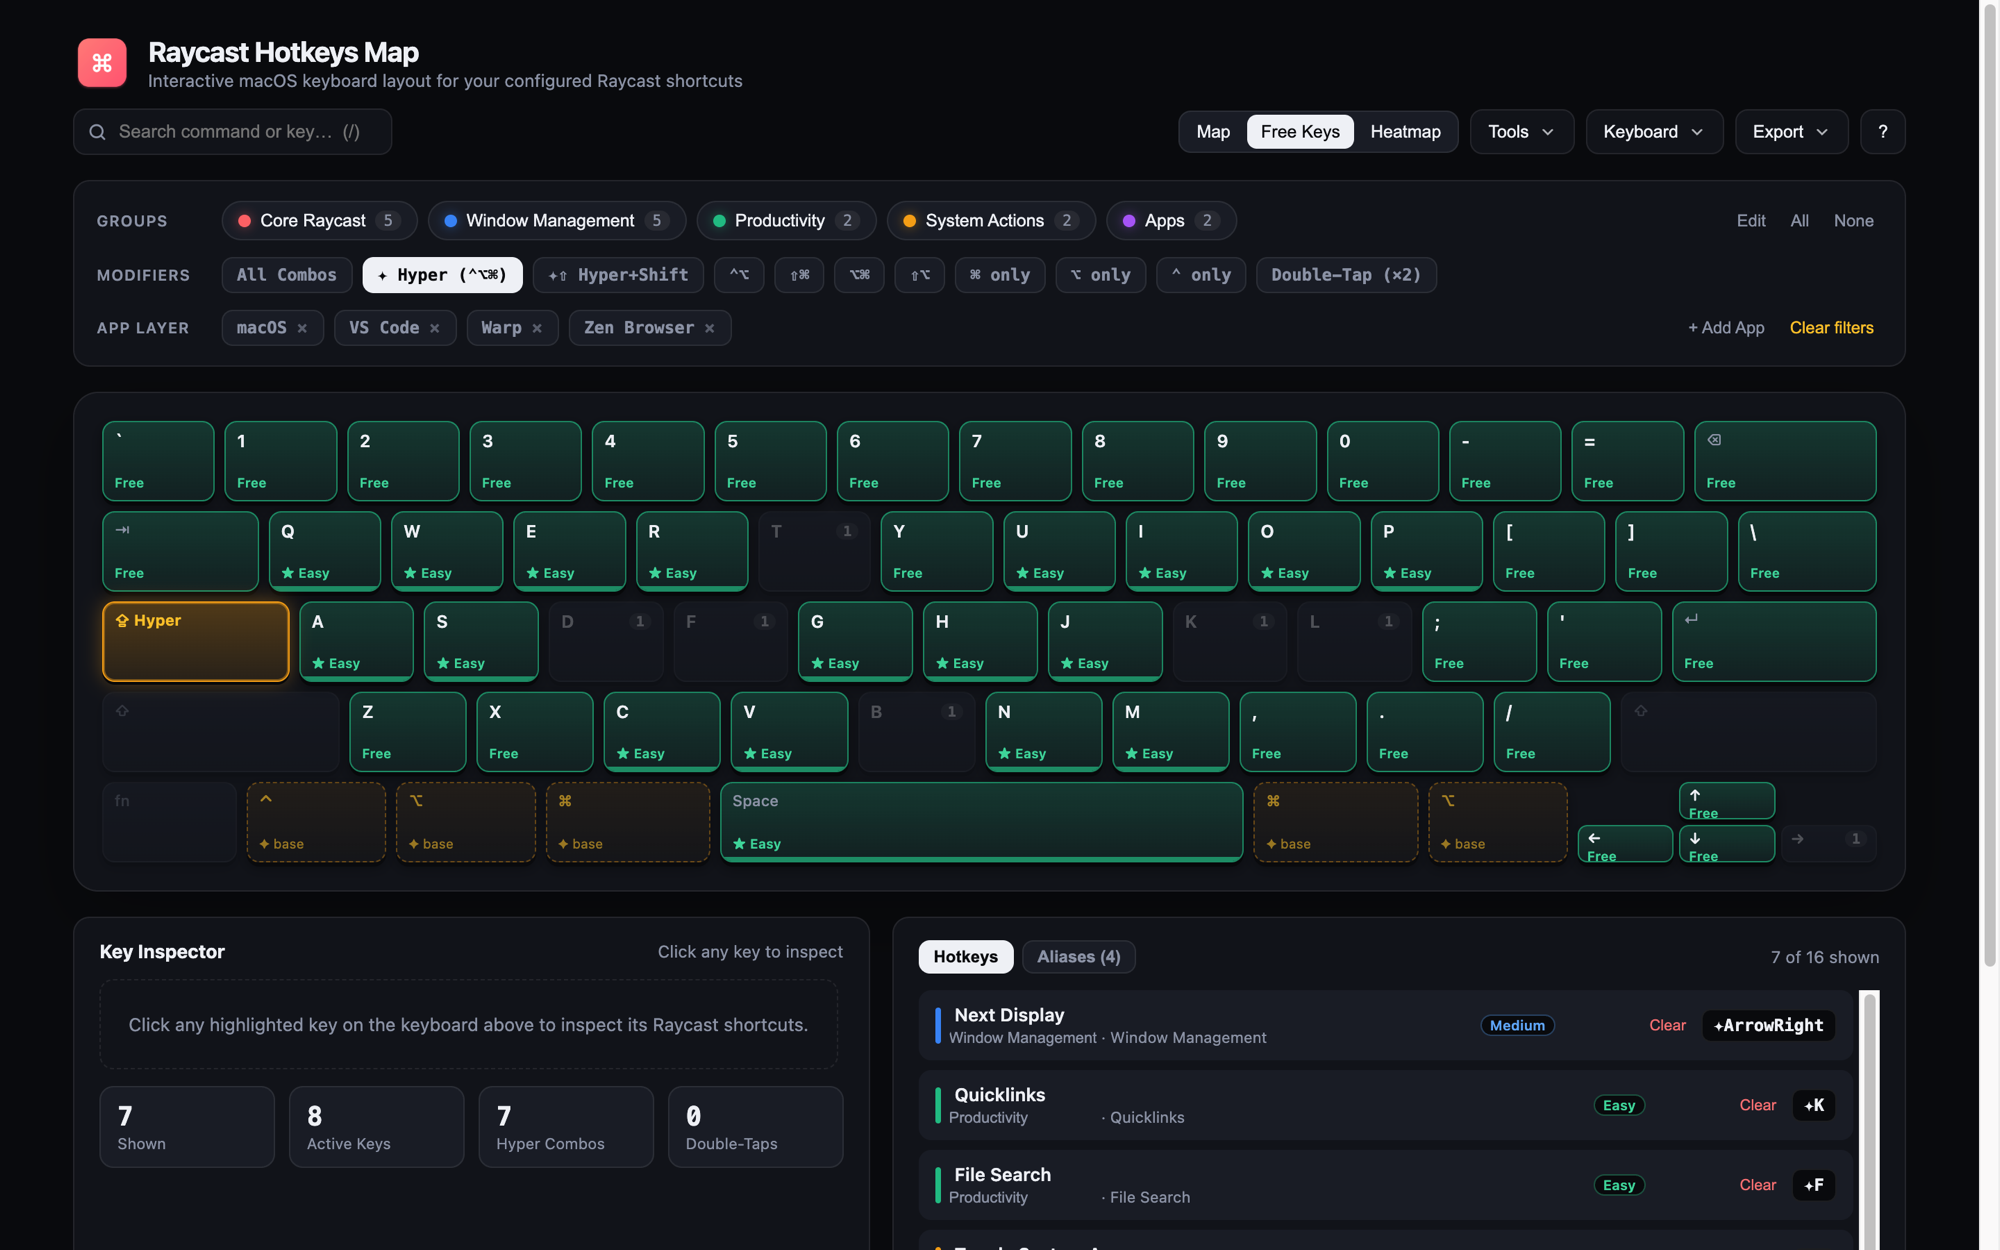 ⌘
Raycast Hotkeys Map
Interactive macOS keyboard layout for your configured Raycast shortcuts
Search command or key… (/)
Map Free Keys Heatmap Tools Keyboard Export ?
GROUPS Core Raycast 5 Window Management 5 Productivity 2 System Actions 2 Apps 2 Edit All None
MODIFIERS All Combos ✦ Hyper (⌃⌥⌘) ✦⇧ Hyper+Shift ⌃⌥ ⇧⌘ ⌥⌘ ⇧⌥ ⌘ only ⌥ only ⌃ only Double-Tap (×2)
APP LAYER macOS × VS Code × Warp × Zen Browser × + Add App Clear filters
` 1 2 3 4 5 6 7 8 9 0 - = ⌫
Free Free Free Free Free Free Free Free Free Free Free Free Free Free
⇥ Q W E R T 1 Y U I O P [ ] \
Free ★ Easy ★ Easy ★ Easy ★ Easy Free ★ Easy ★ Easy ★ Easy ★ Easy Free Free Free
⇪ Hyper A S D 1 F 1 G H J K 1 L 1 ; ' ↵
★ Easy ★ Easy ★ Easy ★ Easy ★ Easy Free Free Free
⇧ Z X C V B 1 N M , . / ⇧
Free Free ★ Easy ★ Easy ★ Easy ★ Easy Free Free Free
fn ⌃ ⌥ ⌘ Space ⌘ ⌥ ↑
Free
✦ base ✦ base ✦ base ★ Easy ✦ base ✦ base ← ↓ → 1
Free Free
Key Inspector Click any key to inspect
Click any highlighted key on the keyboard above to inspect its Raycast shortcuts.
7 8 7 0
Shown Active Keys Hyper Combos Double-Taps
Hotkeys Aliases (4) 7 of 16 shown
Next Display
Window Management · Window Management Medium Clear ✦ArrowRight
Quicklinks
Productivity · Quicklinks Easy Clear ✦K
File Search
Productivity · File Search Easy Clear ✦F